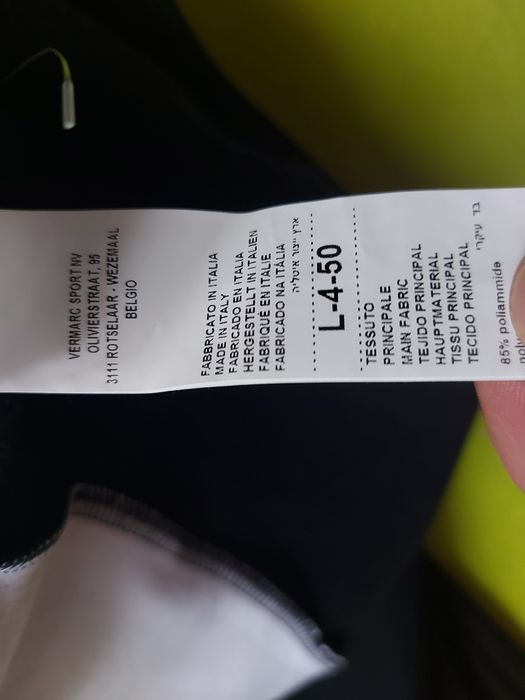 VERMARC SPORT NV
OLIVIERSTRAAT, 95
3111 ROTSELAAR - WEZEMAAL
BELGIO
FABBRICATO IN ITALIA
MADE IN ITALY
FABRICADO EN ITALIA
HERGESTELLT IN ITALIEN
FABRIQUÉ EN ITALIE
FABRICADO NA ITÁLIA
ארץ ייצור איטליה
L-4-50
TESSUTO
PRINCIPALE
MAIN FABRIC
TEJIDO PRINCIPAL
HAUPTMATERIAL
TISSU PRINCIPAL
TECIDO PRINCIPAL
בד עיקרי
85% poliammide